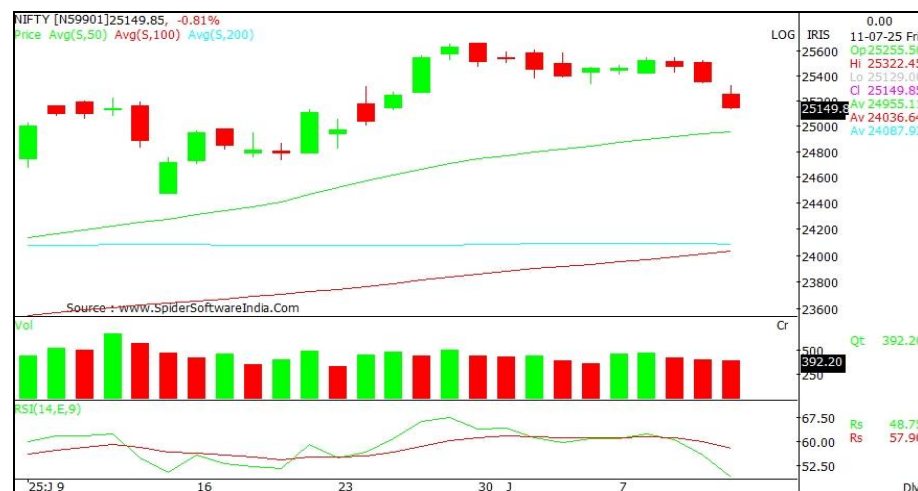 NIFTY [N59901]25149.85, -0.81%
Price Avg(S,50) Avg(S,100) Avg(S,200)
LOG IRIS
0.00
11-07-25 Fri
Op25255.50
Hi 25322.45
Lo 25129.00
Cl 25149.85
Av 24955.11
Av 24036.64
Av 24087.93
25600
25400
25200
25149.8
25000
24800
24600
24400
24200
24000
23800
23600
Source : www.SpiderSoftwareIndia.Com
Vol
Cr
500
392.20
250
Qt 392.20
RSI(14,E,9)
67.50
60.00
52.50
Rs 48.75
Rs 57.96
25:J 9 16 23 30 J 7